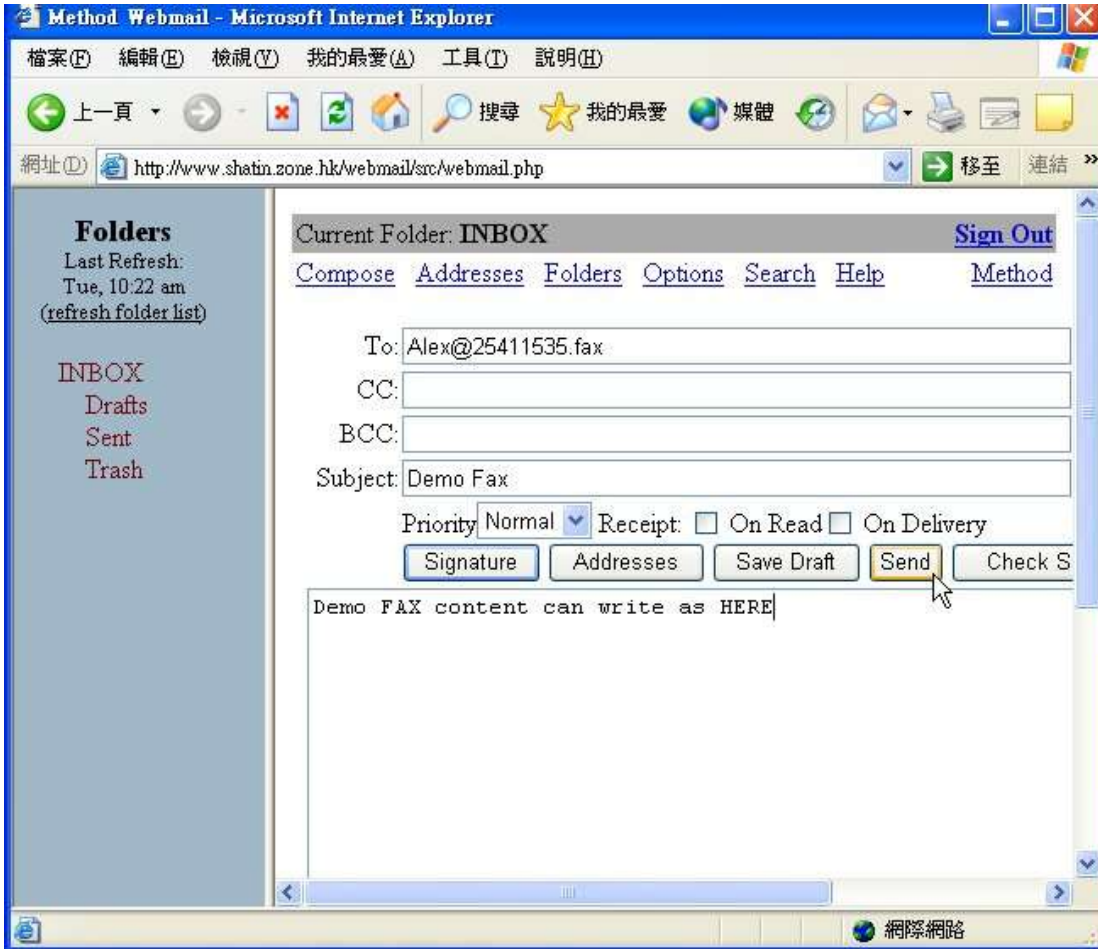 Method Webmail - Microsoft Internet Explorer
檔案(F) 編輯(E) 檢視(V) 我的最愛(A) 工具(T) 說明(H)
上一頁 搜尋 我的最愛 媒體
網址(D) http://www.shatin.zone.hk/webmail/src/webmail.php 移至 連結 »
Folders
Last Refresh:
Tue, 10:22 am
(refresh folder list)
INBOX
Drafts
Sent
Trash
Current Folder: INBOX Sign Out
Compose Addresses Folders Options Search Help Method
To: Alex@25411535.fax
CC:
BCC:
Subject: Demo Fax
Priority Normal Receipt: On Read On Delivery
Signature Addresses Save Draft Send Check S
Demo FAX content can write as HERE
網際網路